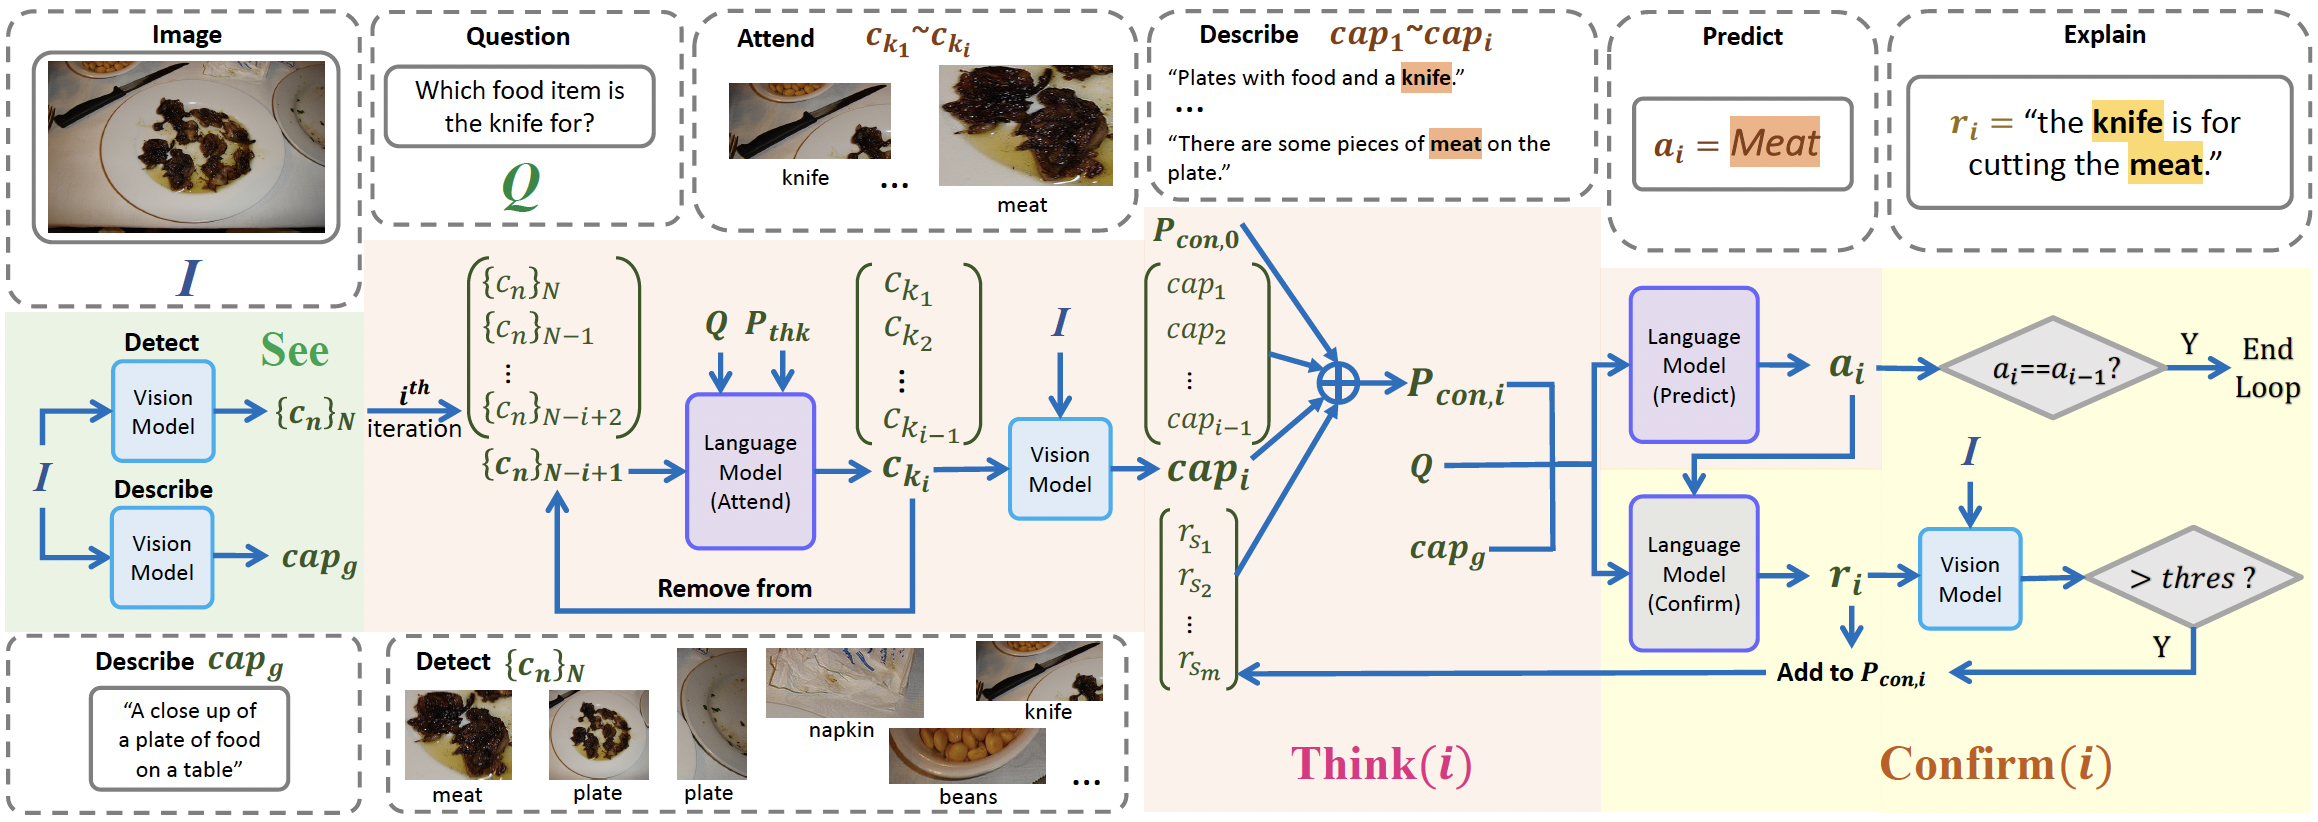 Image
I
Question
Which food item is
the knife for?
Q
Attend c_{k_1}~c_{k_i}
knife
...
meat
Describe cap_1~cap_i
“Plates with food and a knife.”
...
“There are some pieces of meat on the
plate.”
Predict
a_i = Meat
Explain
r_i = “the knife is for
cutting the meat.”
Detect
See
Vision
Model
{c_n}_N
I
Describe
Vision
Model
cap_g
i^{th}
iteration
{c_n}_N
{c_n}_{N-1}
⋮
{c_n}_{N-i+2}
{c_n}_{N-i+1}
Q P_{thk}
Language
Model
(Attend)
c_{k_1}
c_{k_2}
⋮
c_{k_{i-1}}
c_{k_i}
Remove from
I
Vision
Model
P_{con,0}
cap_1
cap_2
⋮
cap_{i-1}
cap_i
r_{s_1}
r_{s_2}
⋮
r_{s_m}
P_{con,i}
Q
cap_g
Language
Model
(Predict)
a_i
a_i==a_{i-1}?
Y
End
Loop
Language
Model
(Confirm)
r_i
I
Vision
Model
> thres ?
Y
Add to P_{con,i}
Think(i)
Confirm(i)
Describe cap_g
“A close up of
a plate of food
on a table”
Detect {c_n}_N
meat
plate
plate
napkin
beans
knife
...